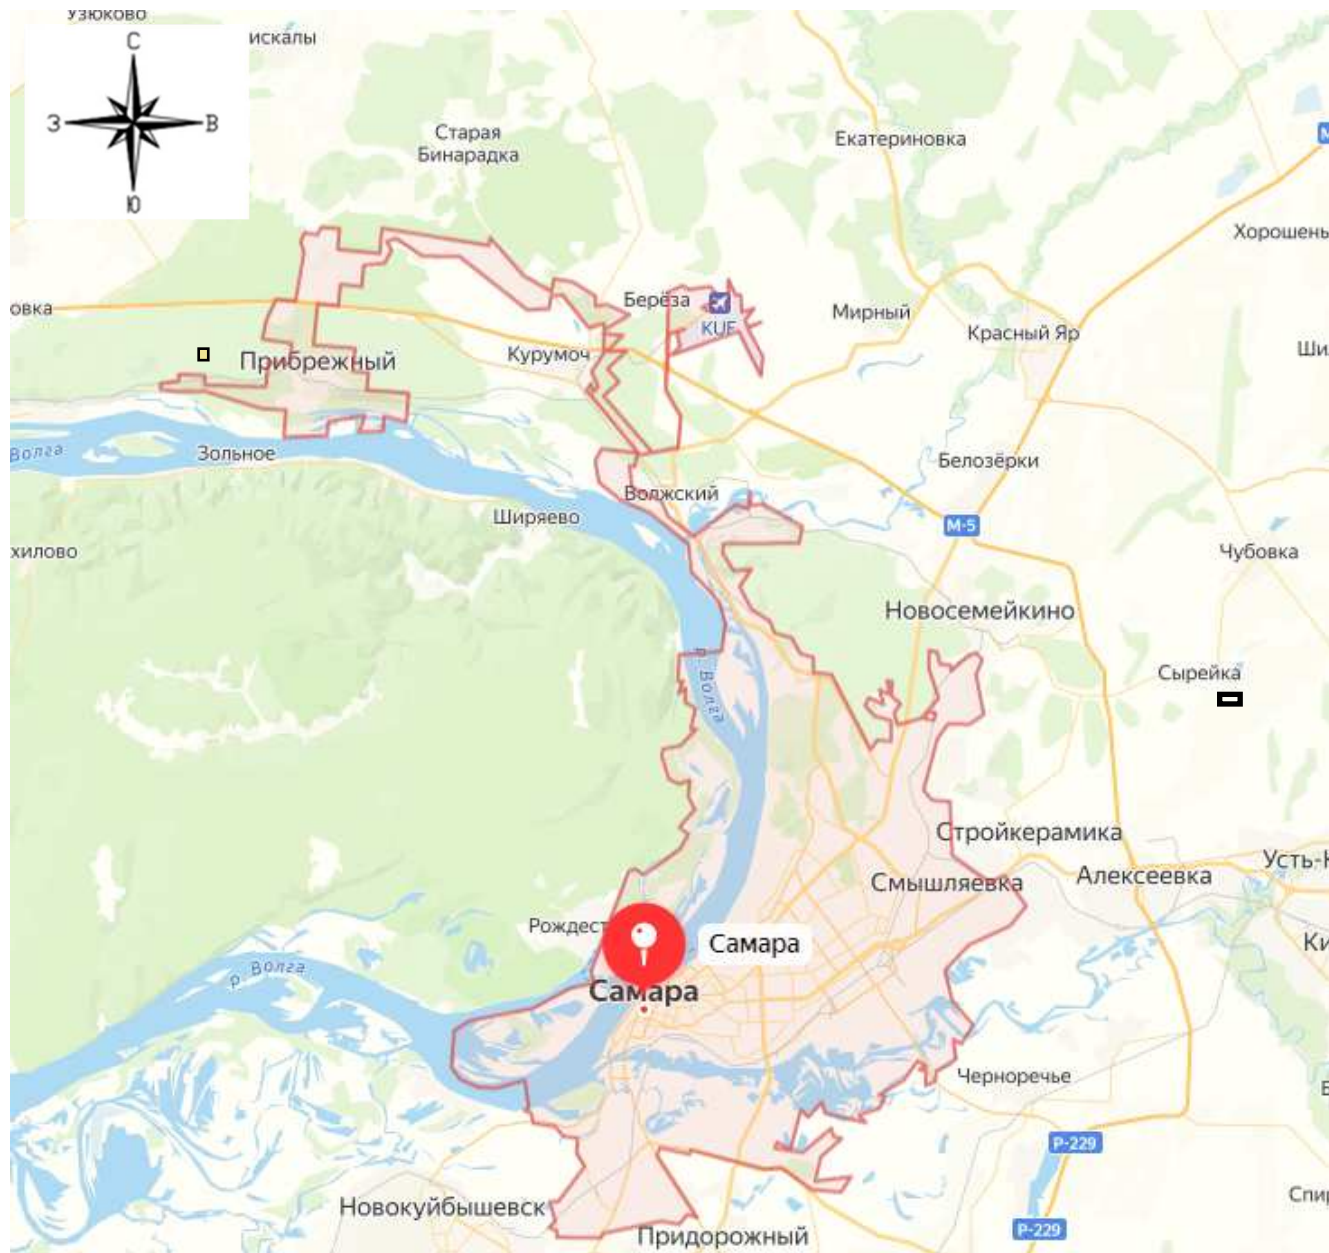 Узюково
С
искалы
З
В
Ю
Старая
Бинарадка
Екатериновка
Хорошень
овка
Берёза
KUF
Мирный
Красный Яр
Прибрежный
Курумоч
Волга
Зольное
Белозёрки
Волжский
Ширяево
М-5
хилово
Чубовка
Новосемейкино
Сырейка
р. Волга
Стройкерамика
Смышляевка
Алексеевка
Усть-К
Рождест
Самара
Ки
р. Волга
Самара
Черноречье
Р-229
Новокуйбышевск
Спи
Р-229
Придорожный